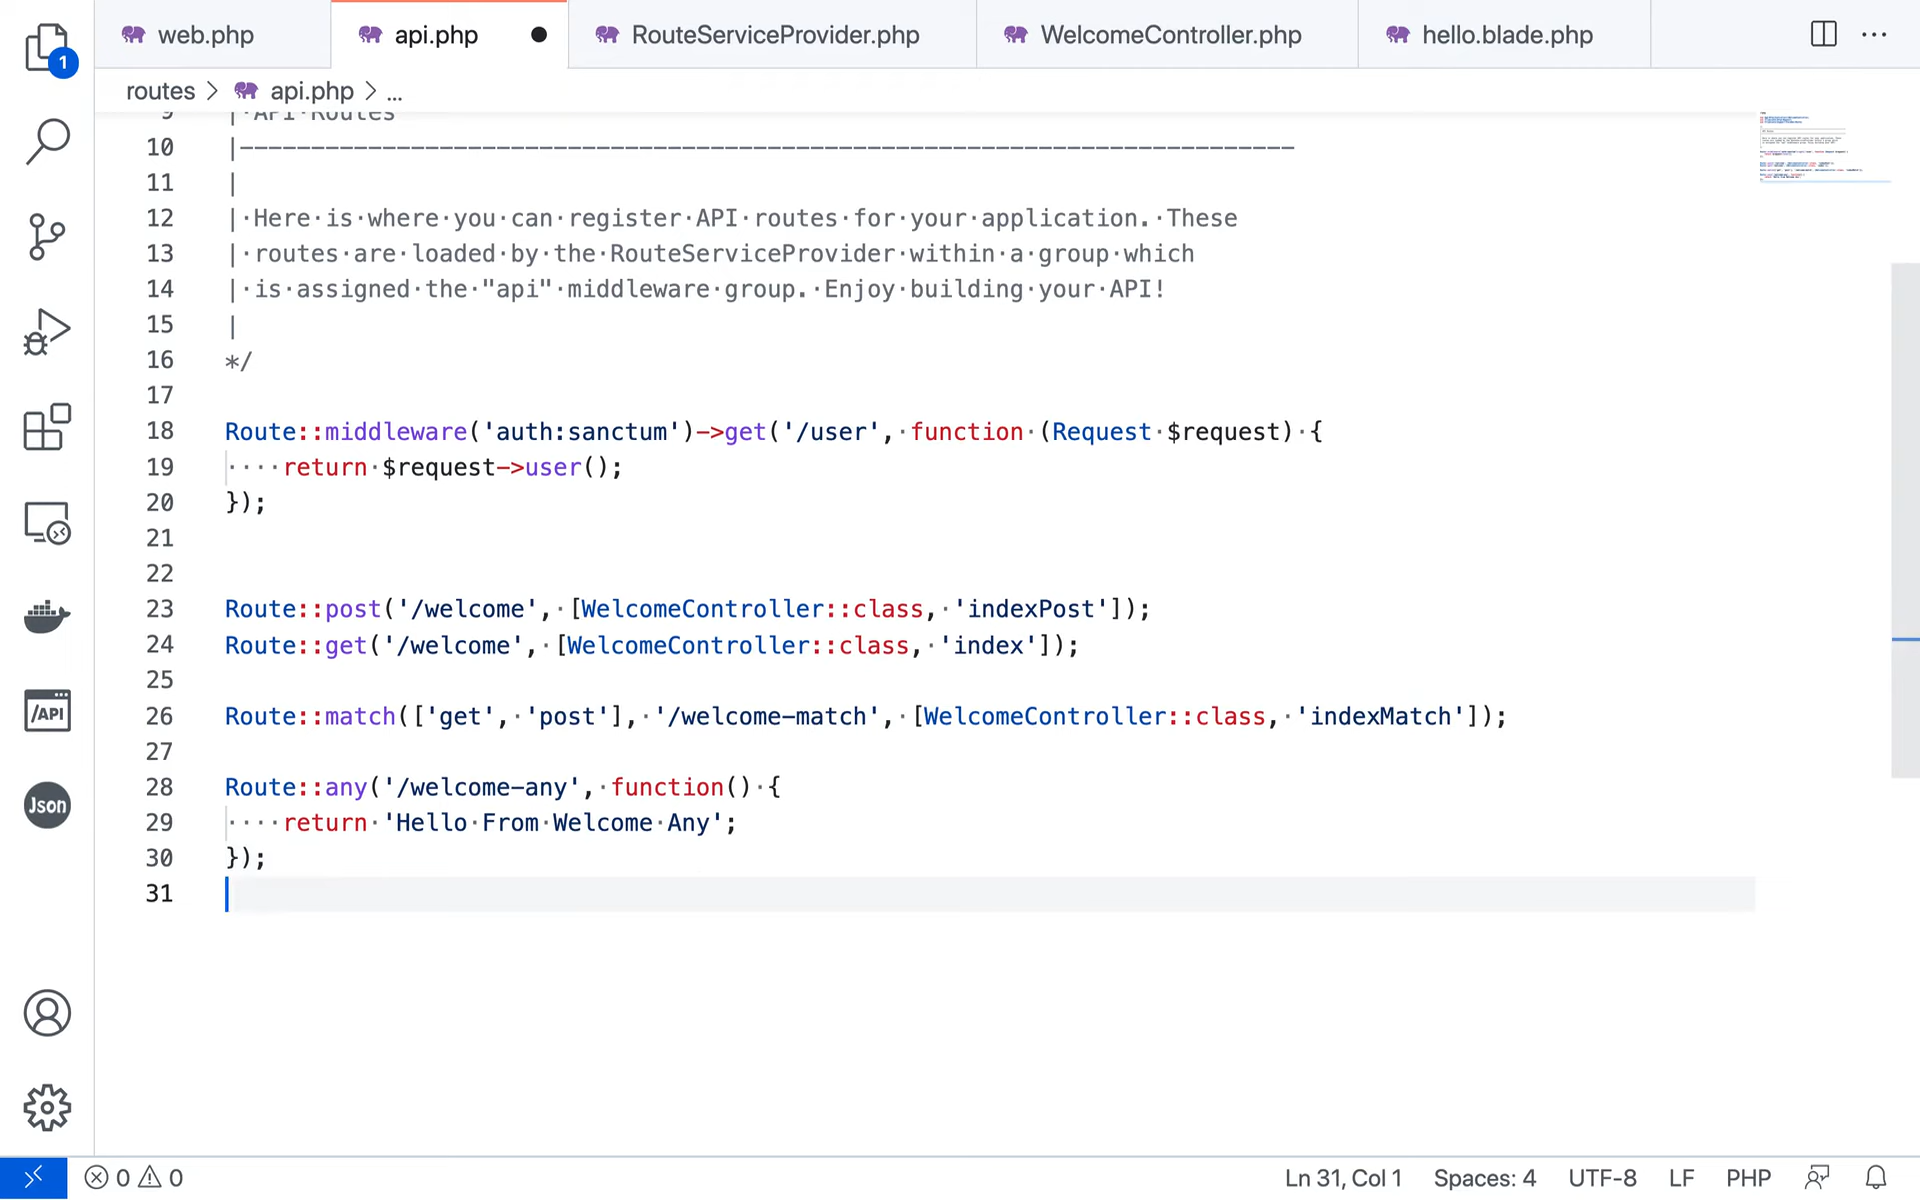 1
web.php
api.php
RouteServiceProvider.php
WelcomeController.php
hello.blade.php
routes > api.php > ...
9 | API Routes
10 |--------------------------------------------------------------------------
11 |
12 | Here is where you can register API routes for your application. These
13 | routes are loaded by the RouteServiceProvider within a group which
14 | is assigned the "api" middleware group. Enjoy building your API!
15 |
16 */
17
18 Route::middleware('auth:sanctum')->get('/user', function (Request $request) {
19     return $request->user();
20 });
21
22
23 Route::post('/welcome', [WelcomeController::class, 'indexPost']);
24 Route::get('/welcome', [WelcomeController::class, 'index']);
25
26 Route::match(['get', 'post'], '/welcome-match', [WelcomeController::class, 'indexMatch']);
27
28 Route::any('/welcome-any', function() {
29     return 'Hello From Welcome Any';
30 });
31
/API
Json
0 0
Ln 31, Col 1
Spaces: 4
UTF-8
LF
PHP